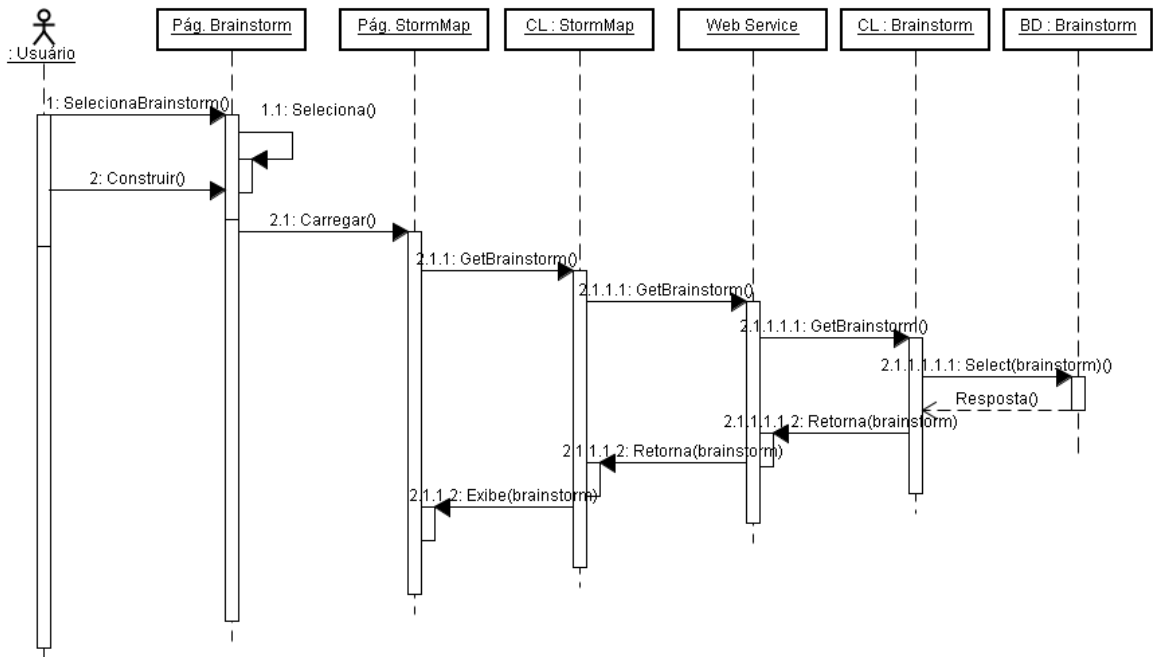 Pág. Brainstorm
Pág. StormMap
CL : StormMap
Web Service
CL : Brainstorm
BD : Brainstorm
: Usuário
1: SelecionaBrainstorm()
1.1: Seleciona()
2: Construir()
2.1: Carregar()
2.1.1: GetBrainstorm()
2.1.1.1: GetBrainstorm()
2.1.1.1.1: GetBrainstorm()
2.1.1.1.1.1: Select(brainstorm)()
Resposta()
2.1.1.1.1.2: Retorna(brainstorm)
2.1.1.1.2: Retorna(brainstorm)
2.1.1.2: Exibe(brainstorm)